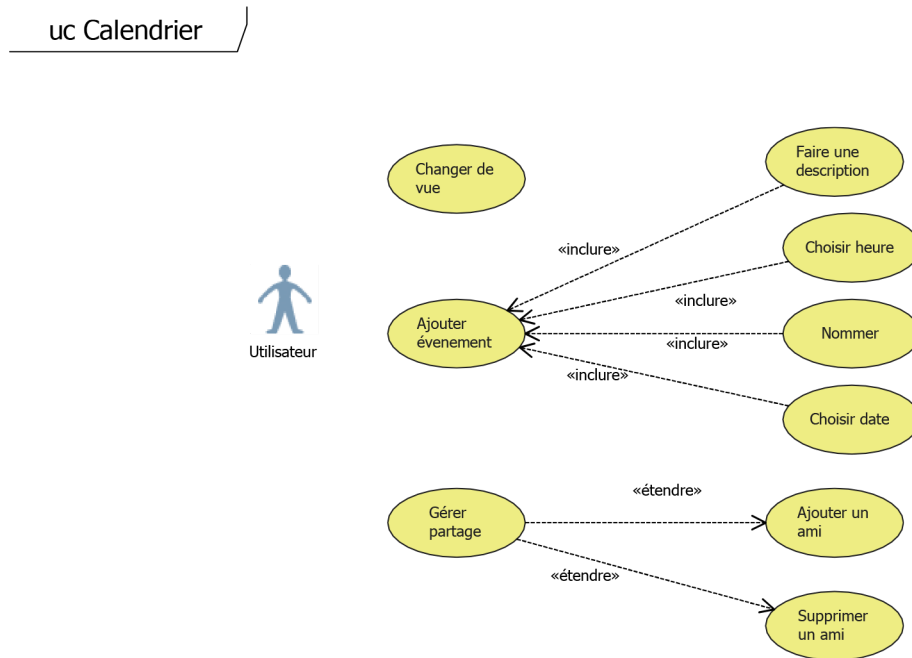 uc Calendrier
Faire une
description
Changer de
vue
«inclure»
Choisir heure
«inclure»
Ajouter
évenement
Nommer
«inclure»
Utilisateur
«inclure»
Choisir date
«étendre»
Gérer
partage
Ajouter un
ami
«étendre»
Supprimer
un ami